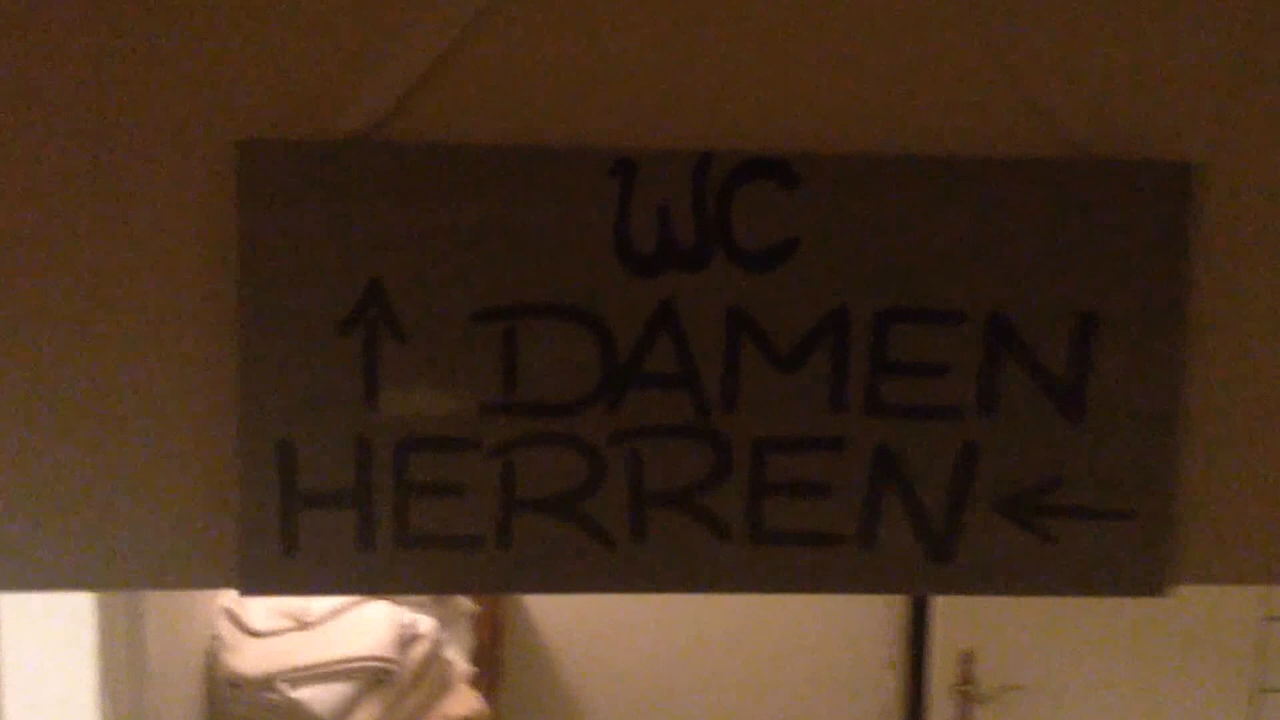 WC
↑ DAMEN
HERREN ←